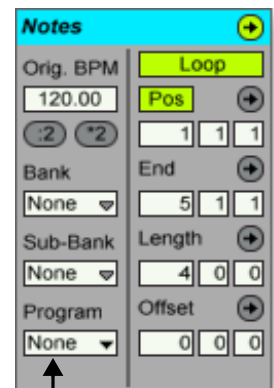 Notes
Orig. BPM
120.00
:2 *2
Bank
None
Sub-Bank
None
Program
None
Loop
Pos
1 1 1
End
5 1 1
Length
4 0 0
Offset
0 0 0